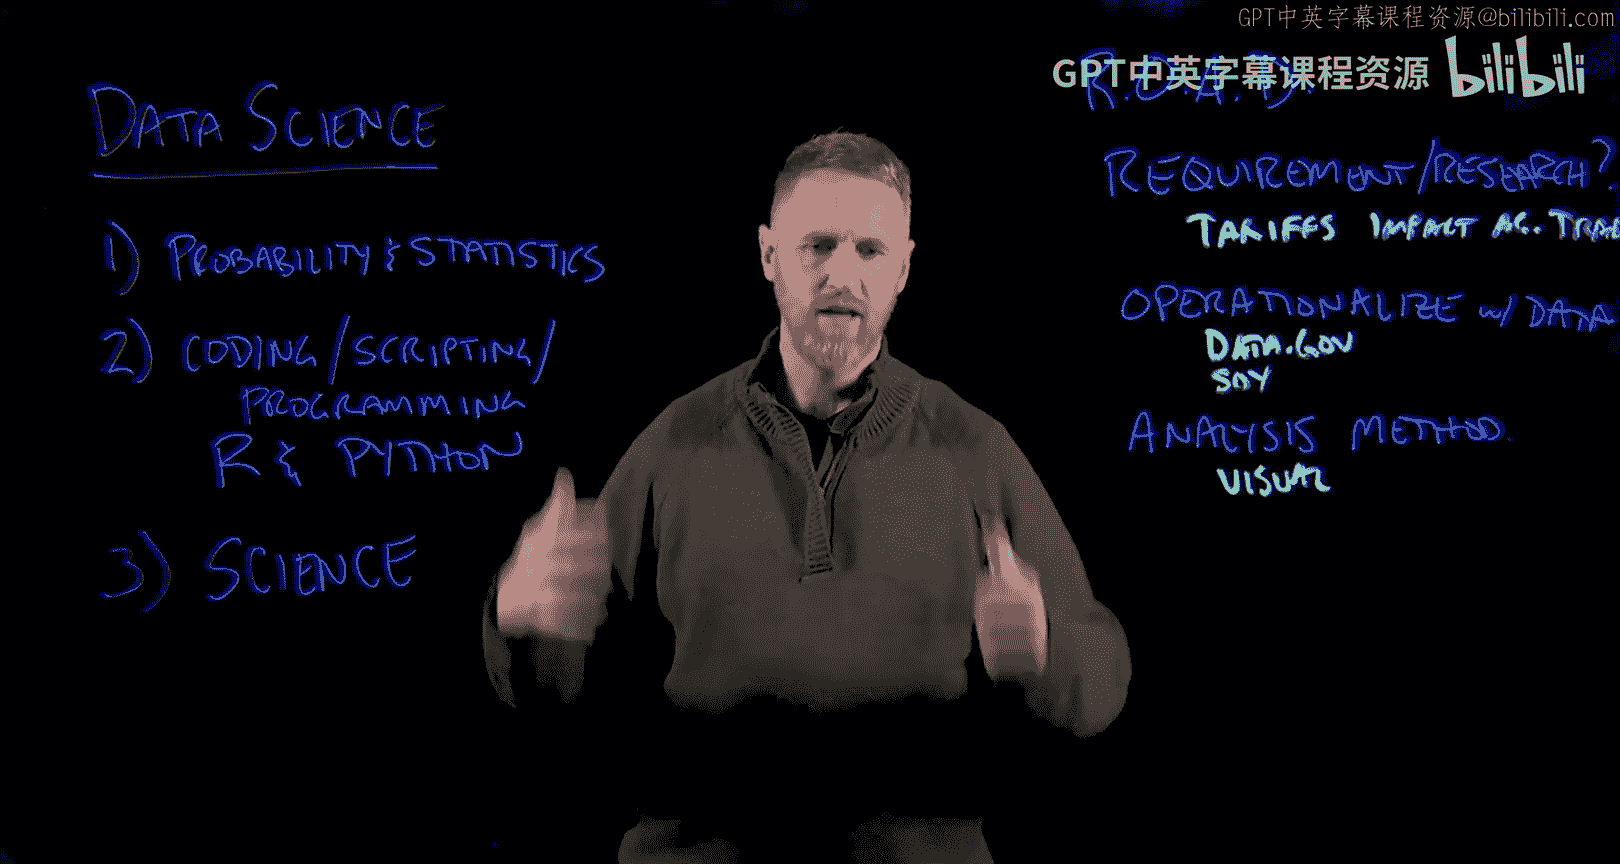 GPT中英字幕课程资源@bilibili.com
GPT中英字幕课程资源 bilibili
DATA SCIENCE
1) PROBABILITY & STATISTICS
2) CODING/SCRIPTING/
PROGRAMMING
R & PYTHON
3) SCIENCE
R.O.A.D.
REQUIREMENT/RESEARCH?
TARIFFS IMPACT AG. TRAD
OPERATIONALIZE w/ DATA
DATA.GOV
SOY
ANALYSIS METHOD.
VISUAL